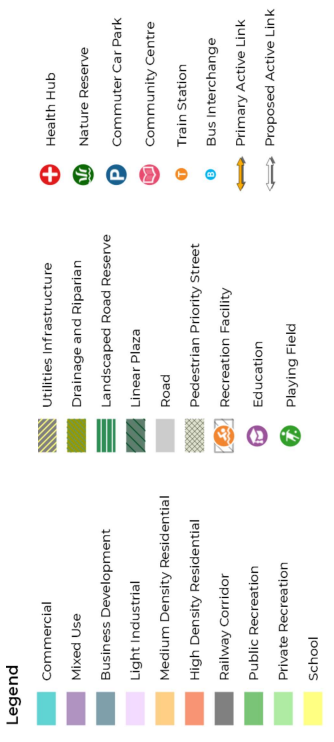 Legend
Commercial
Mixed Use
Business Development
Light Industrial
Medium Density Residential
High Density Residential
Railway Corridor
Public Recreation
Private Recreation
School
Utilities Infrastructure
Drainage and Riparian
Landscaped Road Reserve
Linear Plaza
Road
Pedestrian Priority Street
Recreation Facility
Education
Playing Field
Health Hub
Nature Reserve
P Commuter Car Park
Community Centre
T Train Station
B Bus Interchange
Primary Active Link
Proposed Active Link